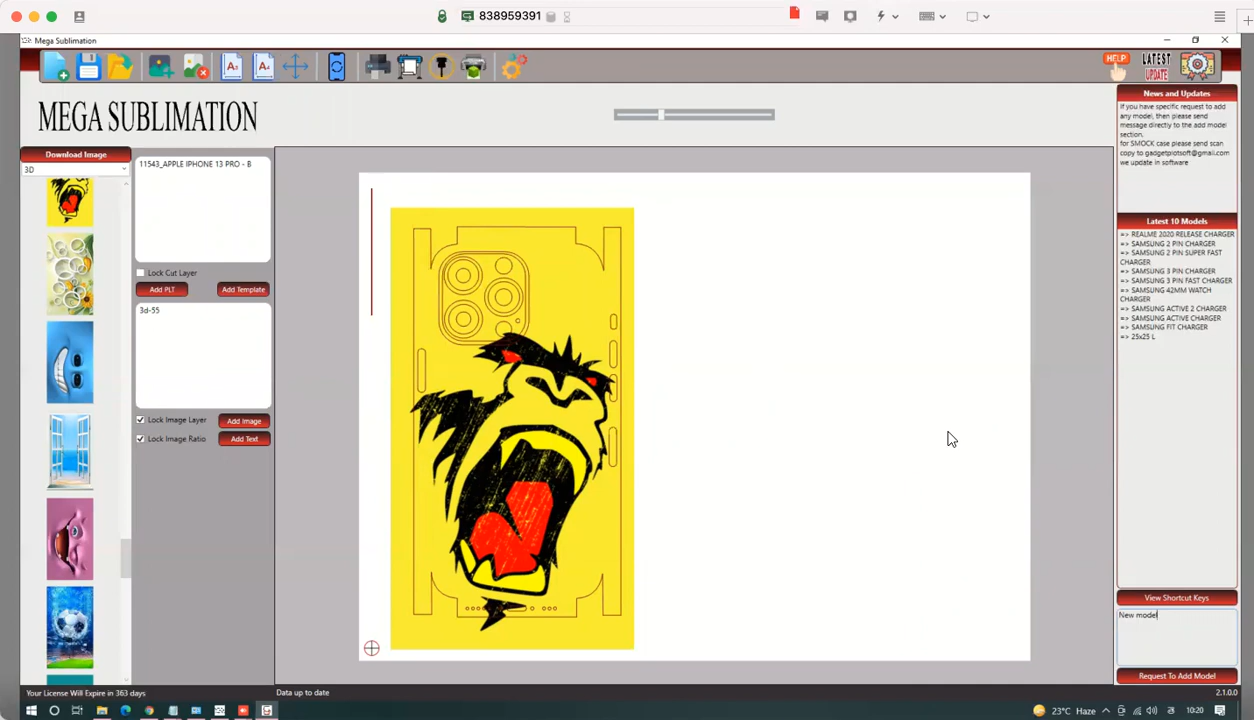 838959391
Mega Sublimation
A3
A4
HELP
LATEST
UPDATE
MEGA SUBLIMATION
Download Image
3D
11543_APPLE IPHONE 13 PRO - B
Lock Cut Layer
Add PLT
Add Template
3d-55
Lock Image Layer
Add Image
Lock Image Ratio
Add Text
News and Updates
If you have specific request to add
any model, then please send
message directly to the add model
section.
for SMOCK case please send scan
copy to gadgetplotsoft@gmail.com
we update in software
Latest 10 Models
=> REALME 2020 RELEASE CHARGER
=> SAMSUNG 2 PIN CHARGER
=> SAMSUNG 2 PIN SUPER FAST
CHARGER
=> SAMSUNG 3 PIN CHARGER
=> SAMSUNG 3 PIN FAST CHARGER
=> SAMSUNG 42MM WATCH
CHARGER
=> SAMSUNG ACTIVE 2 CHARGER
=> SAMSUNG ACTIVE CHARGER
=> SAMSUNG FIT CHARGER
=> 25x25 L
View Shortcut Keys
New model
Request To Add Model
Your License Will Expire in 363 days
Data up to date
2.1.0.0
23°C Haze
10:20